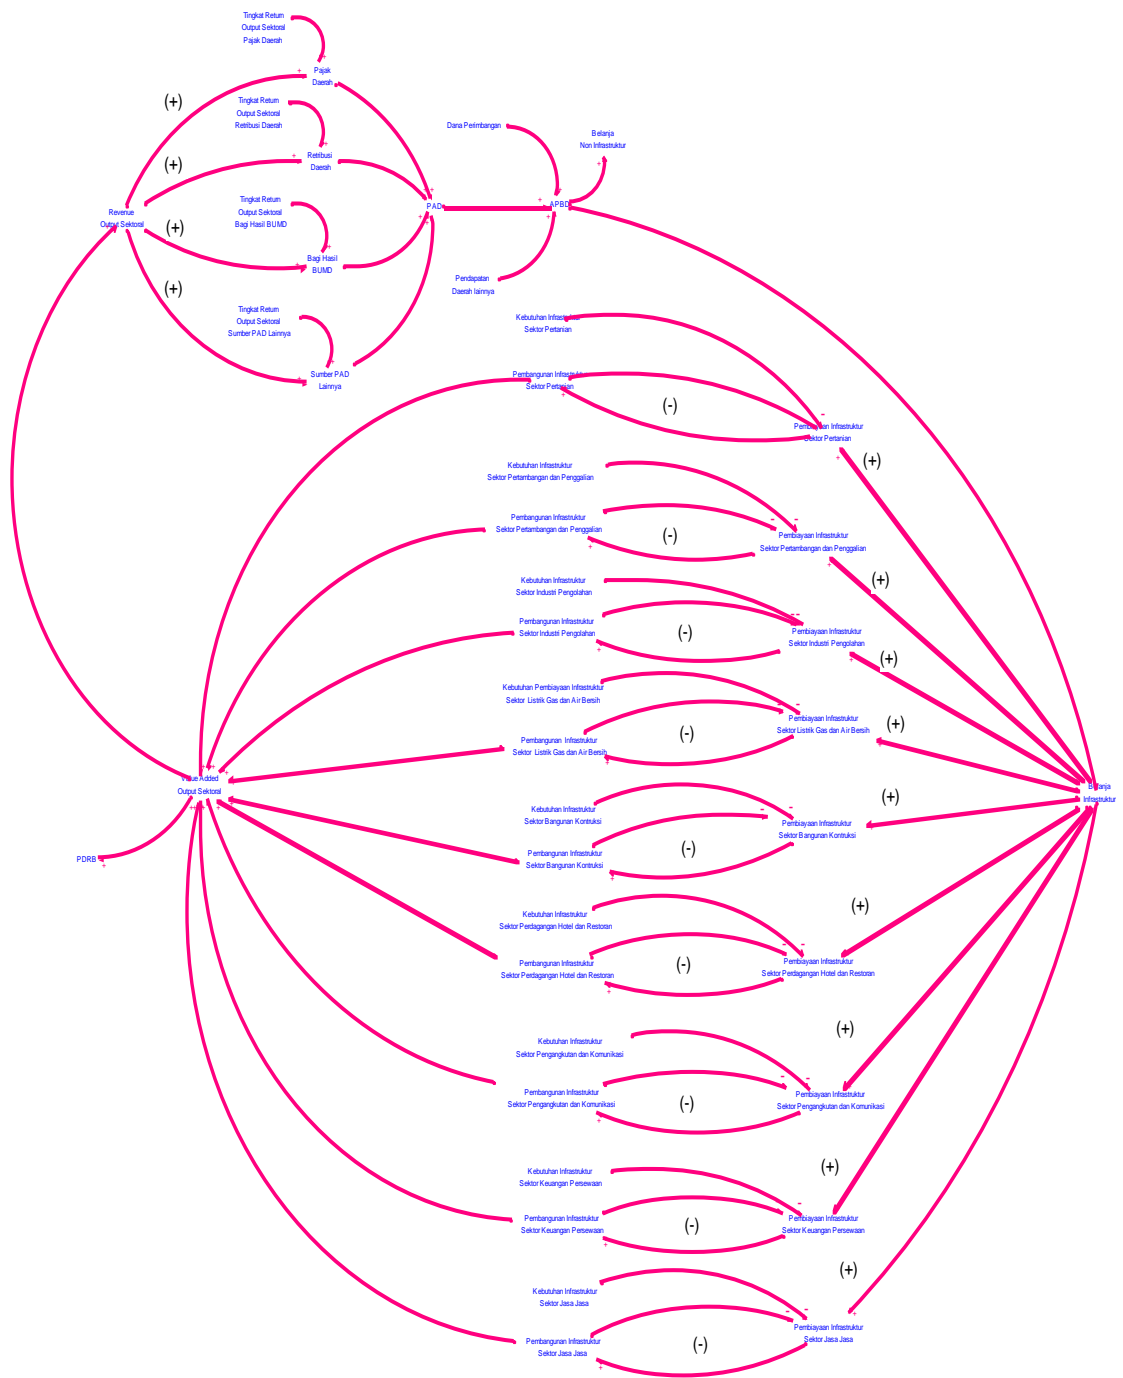 Tingkat Return
Output Sektoral
Pajak Daerah
+
+
Pajak
Daerah
(+)
Tingkat Return
Output Sektoral
Retribusi Daerah
+
+
Retribusi
Daerah
(+)
Dana Perimbangan
Belanja
Non Infrastruktur
+
Tingkat Return
Output Sektoral
Bagi Hasil BUMD
Revenue
Output Sektoral
(+)
+ +
PAD
+ +
+
+
APBD
+
Bagi Hasil
BUMD
+
+
(+)
Pendapatan
Daerah lainnya
Tingkat Return
Output Sektoral
Sumber PAD Lainnya
+
+
Sumber PAD
Lainnya
Kebutuhan Infrastruktur
Sektor Pertanian
Pembangunan Infrastruktur
Sektor Pertanian
+
(-)
-
Pembiayaan Infrastruktur
Sektor Pertanian
+
(+)
Kebutuhan Infrastruktur
Sektor Pertambangan dan Penggalian
Pembangunan Infrastruktur
Sektor Pertambangan dan Penggalian
+
(-)
- -
Pembiayaan Infrastruktur
Sektor Pertambangan dan Penggalian
+
(+)
Kebutuhan Infrastruktur
Sektor Industri Pengolahan
Pembangunan Infrastruktur
Sektor Industri Pengolahan
+
(-)
--
Pembiayaan Infrastruktur
Sektor Industri Pengolahan
+
(+)
Kebutuhan Pembiayaan Infrastruktur
Sektor Listrik Gas dan Air Bersih
Pembangunan Infrastruktur
Sektor Listrik Gas dan Air Bersih
+
(-)
- -
Pembiayaan Infrastruktur
Sektor Listrik Gas dan Air Bersih
+
(+)
Value Added
Output Sektoral
Belanja
Infrastruktur
PDRB
+
Kebutuhan Infrastruktur
Sektor Bangunan Kontruksi
Pembangunan Infrastruktur
Sektor Bangunan Kontruksi
+
(-)
- -
Pembiayaan Infrastruktur
Sektor Bangunan Kontruksi
(+)
Kebutuhan Infrastruktur
Sektor Perdagangan Hotel dan Restoran
Pembangunan Infrastruktur
Sektor Perdagangan Hotel dan Restoran
+
(-)
- -
Pembiayaan Infrastruktur
Sektor Perdagangan Hotel dan Restoran
(+)
Kebutuhan Infrastruktur
Sektor Pengangkutan dan Komunikasi
Pembangunan Infrastruktur
Sektor Pengangkutan dan Komunikasi
+
(-)
- -
Pembiayaan Infrastruktur
Sektor Pengangkutan dan Komunikasi
(+)
Kebutuhan Infrastruktur
Sektor Keuangan Persewaan
Pembangunan Infrastruktur
Sektor Keuangan Persewaan
+
(-)
-
Pembiayaan Infrastruktur
Sektor Keuangan Persewaan
(+)
Kebutuhan Infrastruktur
Sektor Jasa Jasa
Pembangunan Infrastruktur
Sektor Jasa Jasa
+
(-)
- -
Pembiayaan Infrastruktur
Sektor Jasa Jasa
+
(+)